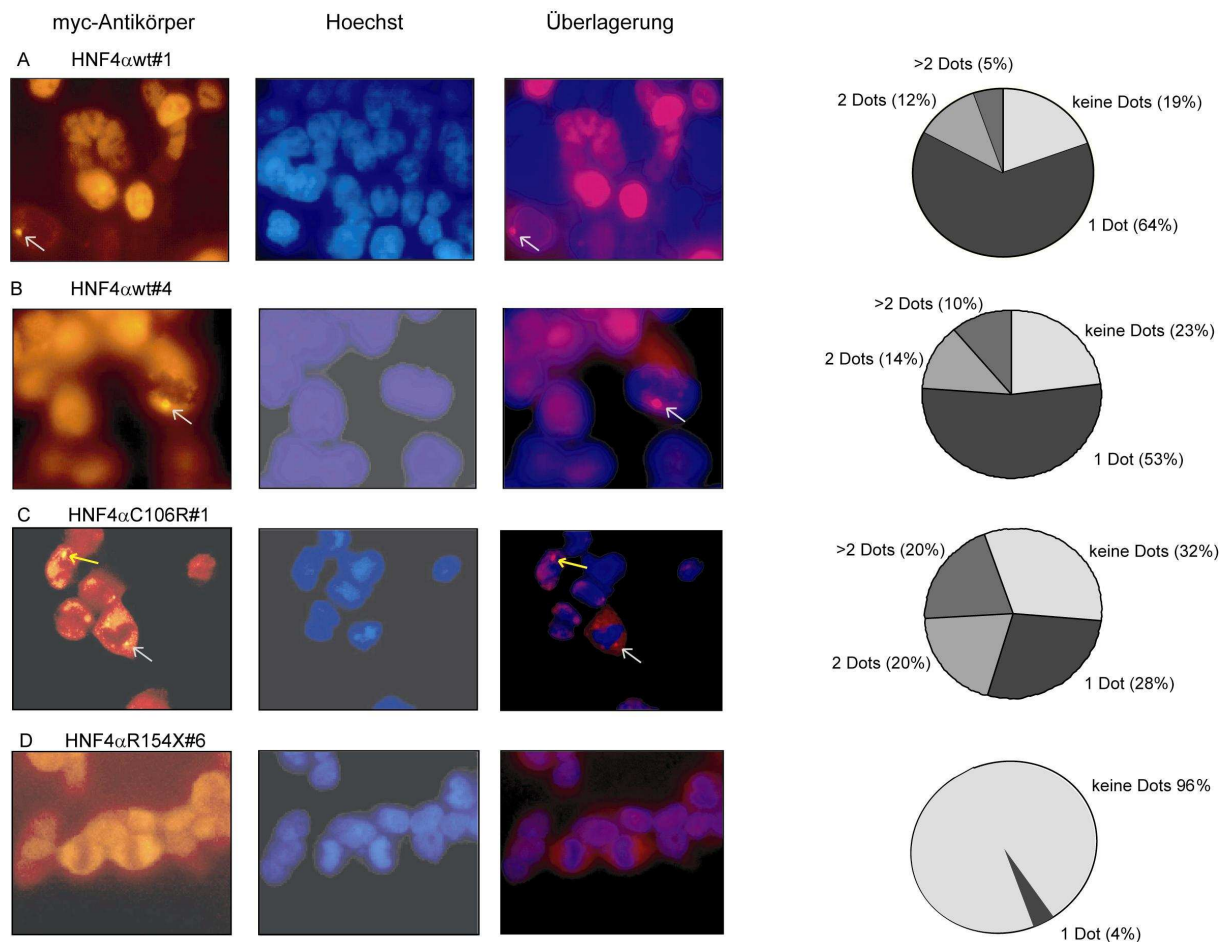 myc-Antikörper Hoechst Überlagerung
A HNF4αwt#1
>2 Dots (5%)
2 Dots (12%)
keine Dots (19%)
1 Dot (64%)
B HNF4αwt#4
>2 Dots (10%)
keine Dots (23%)
2 Dots (14%)
1 Dot (53%)
C HNF4αC106R#1
>2 Dots (20%)
keine Dots (32%)
2 Dots (20%)
1 Dot (28%)
D HNF4αR154X#6
keine Dots 96%
1 Dot (4%)